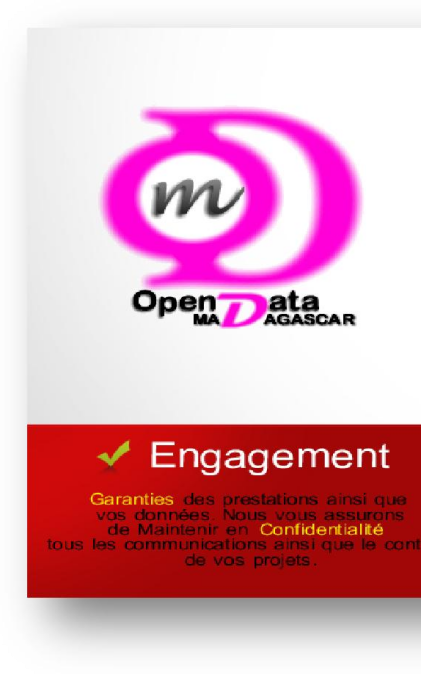 m
Open Data
MADAGASCAR
Engagement
Garanties des prestations ainsi que
vos données. Nous vous assurons
de Maintenir en Confidentialité
tous les communications ainsi que le cont
de vos projets.